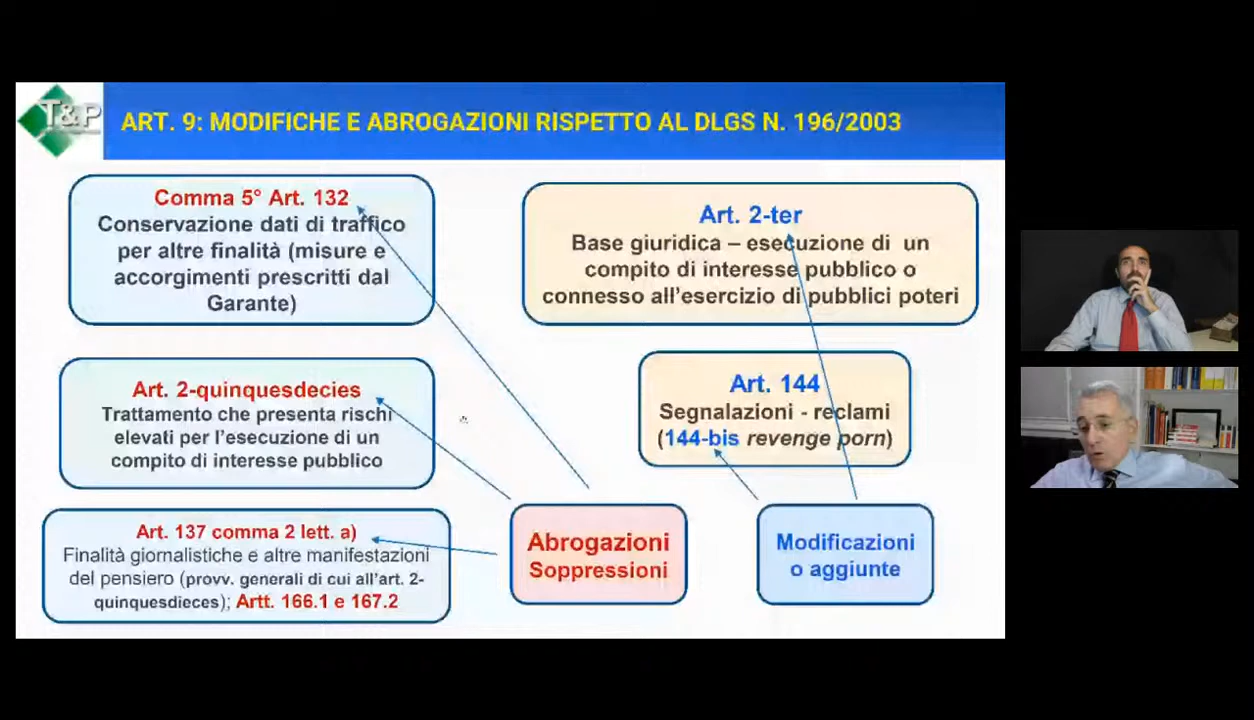 T&P
ART. 9: MODIFICHE E ABROGAZIONI RISPETTO AL DLGS N. 196/2003
Comma 5° Art. 132
Conservazione dati di traffico
per altre finalità (misure e
accorgimenti prescritti dal
Garante)
Art. 2-ter
Base giuridica – esecuzione di un
compito di interesse pubblico o
connesso all'esercizio di pubblici poteri
Art. 2-quinquesdecies
Trattamento che presenta rischi
elevati per l'esecuzione di un
compito di interesse pubblico
Art. 144
Segnalazioni - reclami
(144-bis revenge porn)
Art. 137 comma 2 lett. a)
Finalità giornalistiche e altre manifestazioni
del pensiero (provv. generali di cui all'art. 2-
quinquesdieces); Artt. 166.1 e 167.2
Abrogazioni
Soppressioni
Modificazioni
o aggiunte